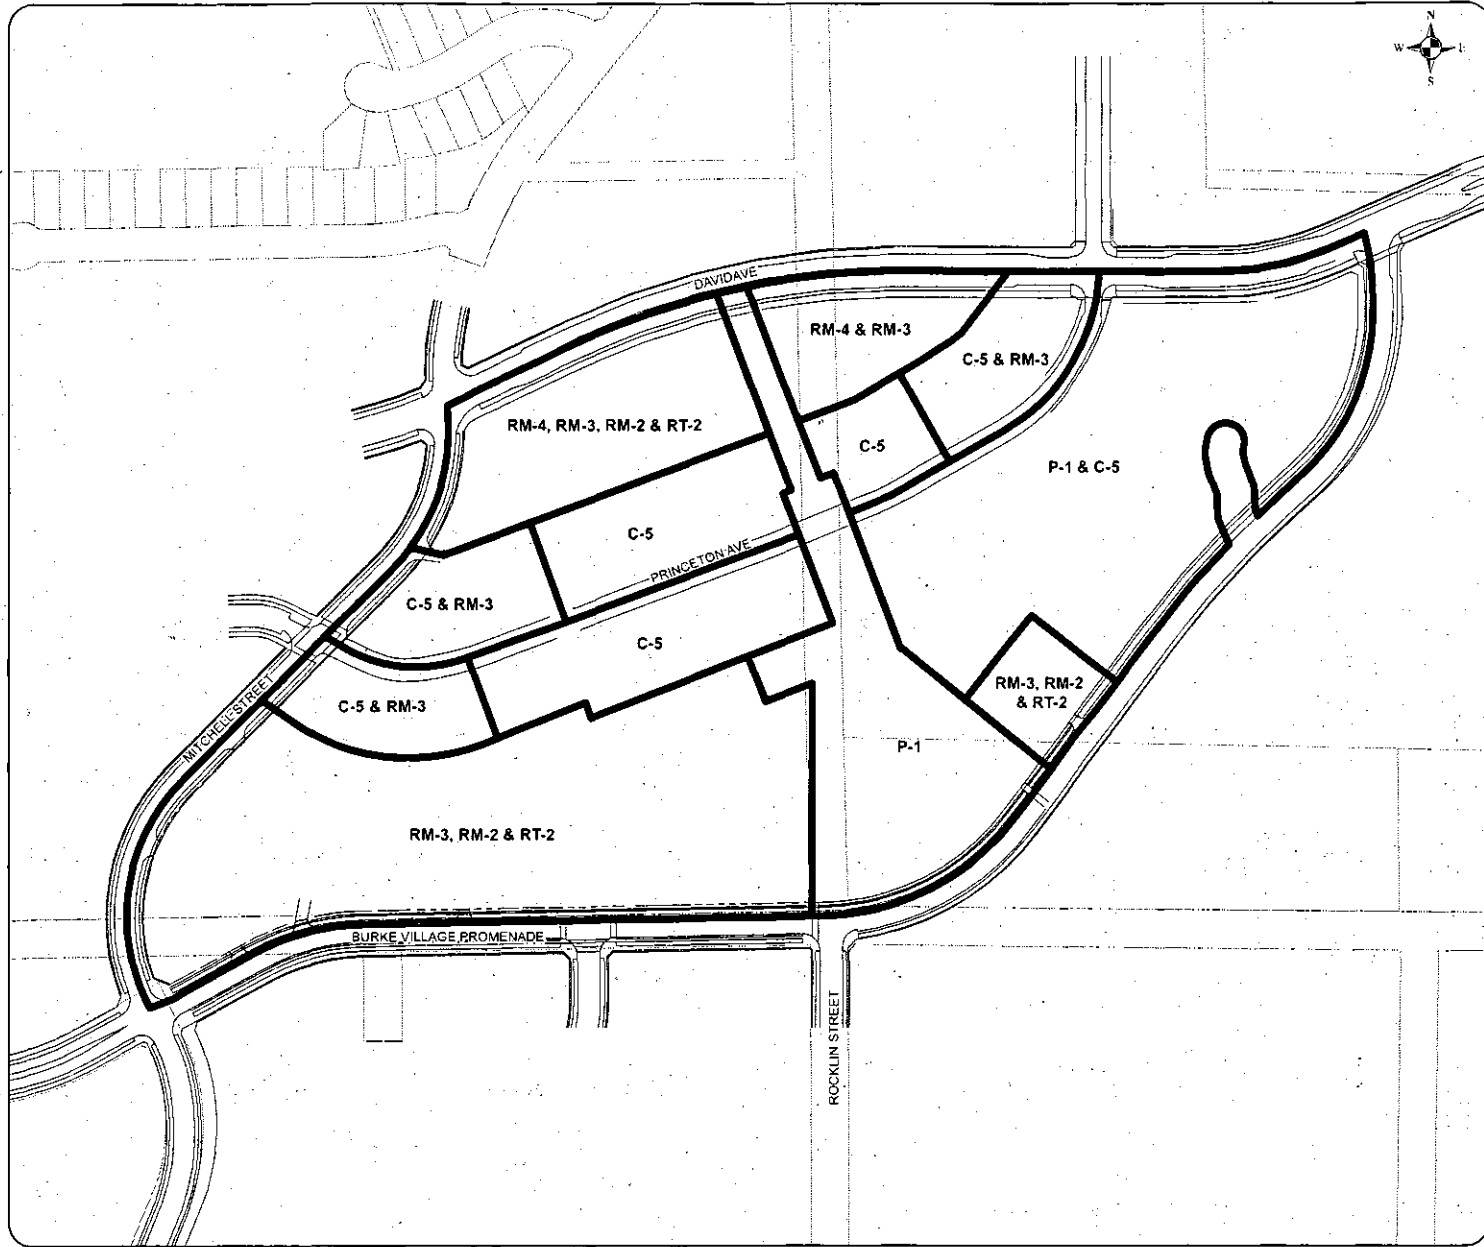 N
W
S
DAVID AVE
RM-4 & RM-3
C-5 & RM-3
RM-4, RM-3, RM-2 & RT-2
C-5
P-1 & C-5
C-5
PRINCETON AVE
C-5 & RM-3
C-5
RM-3, RM-2
& RT-2
C-5 & RM-3
MITCHELL STREET
P-1
RM-3, RM-2 & RT-2
BURKE VILLAGE PROMENADE
ROCKLIN STREET